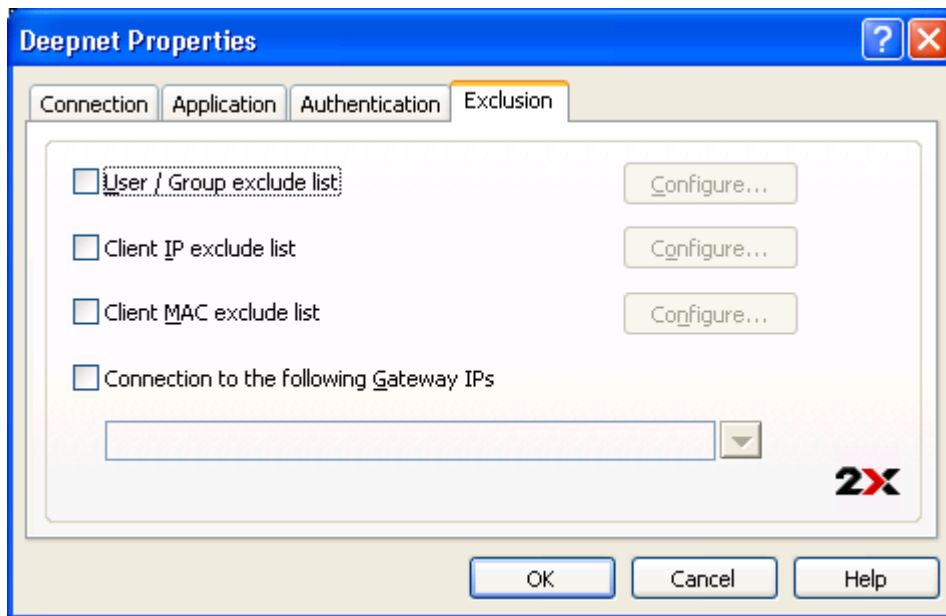 Deepnet Properties
Connection Application Authentication Exclusion
User / Group exclude list Configure...
Client IP exclude list Configure...
Client MAC exclude list Configure...
Connection to the following Gateway IPs
2X
OK Cancel Help